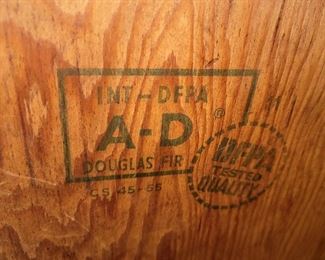 INT-DFPA
A-D ®
DOUGLAS FIR
CS 45-55
DFPA
TESTED
QUALITY